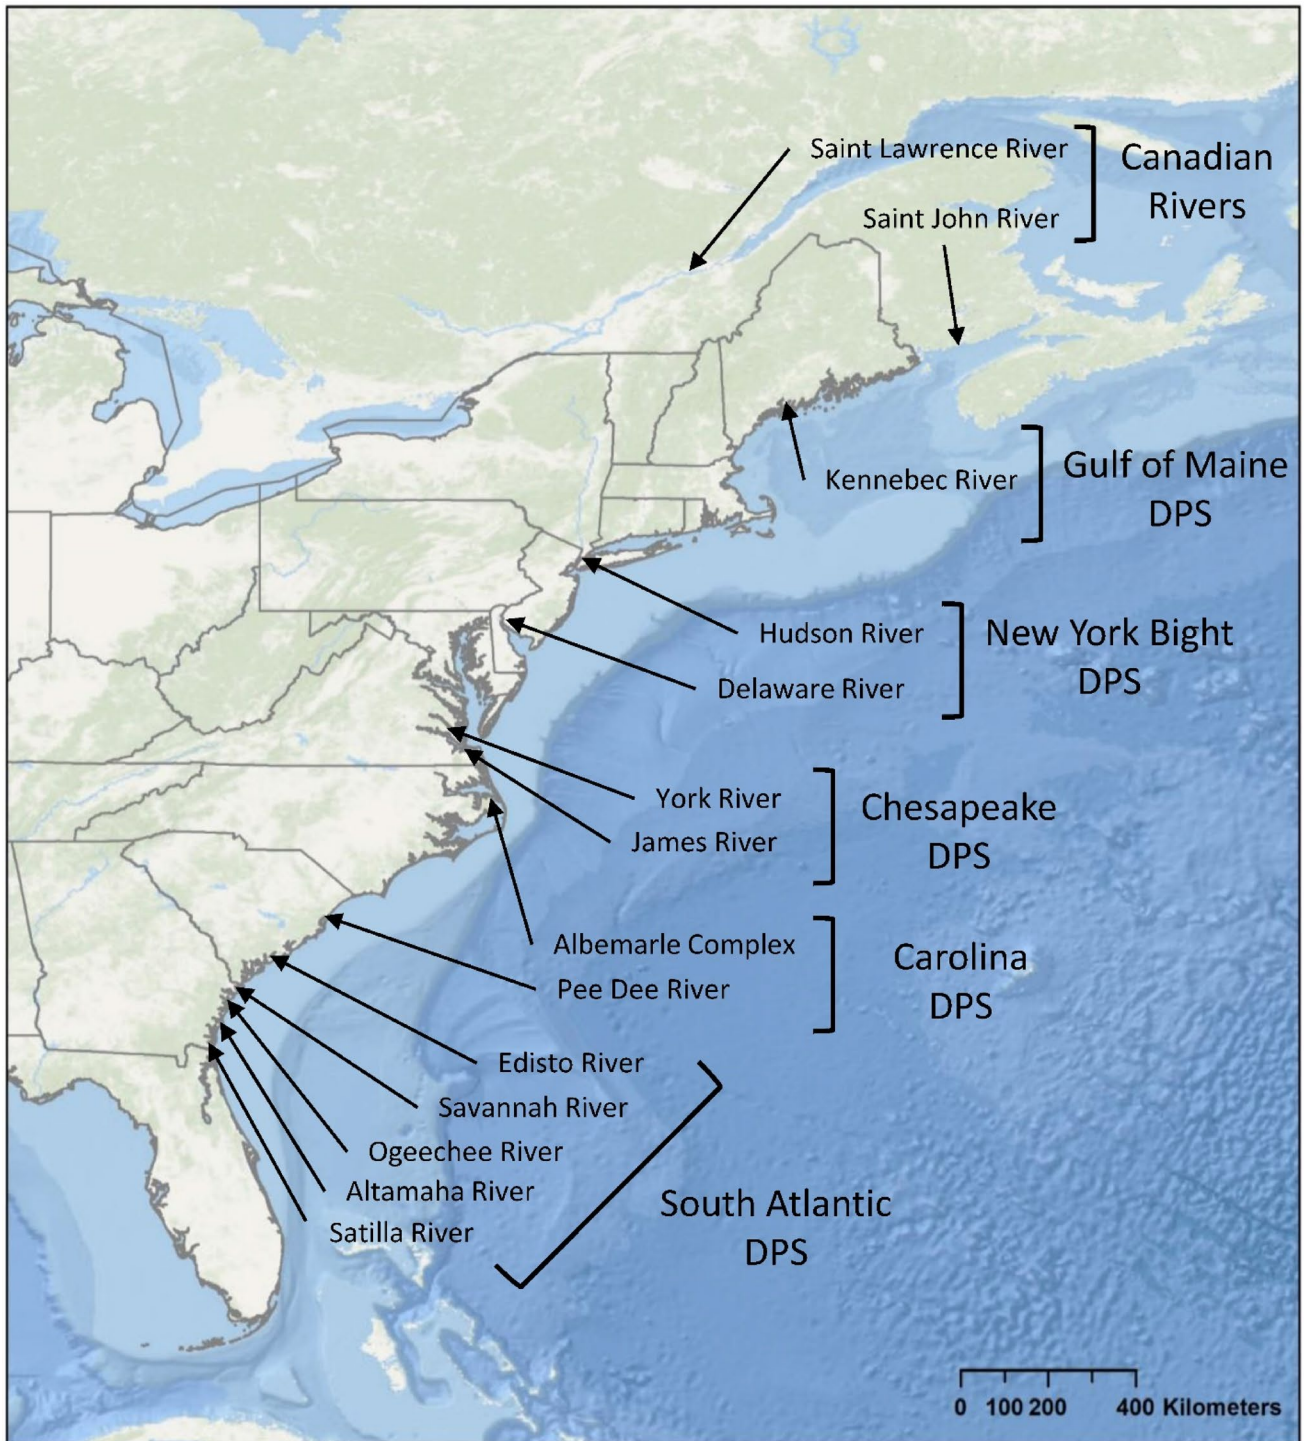 Saint Lawrence River
Saint John River
Canadian
Rivers
Kennebec River
Gulf of Maine
DPS
Hudson River
Delaware River
New York Bight
DPS
York River
James River
Chesapeake
DPS
Albemarle Complex
Pee Dee River
Carolina
DPS
Edisto River
Savannah River
Ogeechee River
Altamaha River
Satilla River
South Atlantic
DPS
0 100 200 400 Kilometers